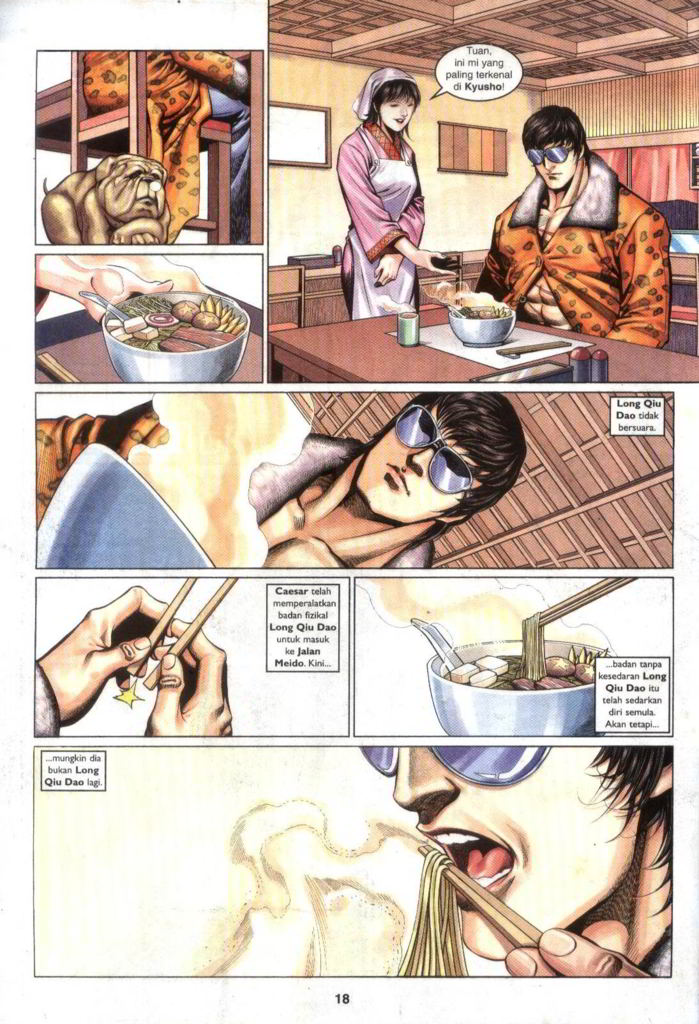 Tuan,
ini mi yang
paling terkenal
di Kyusho!
Long Qiu
Dao tidak
bersuara.
Caesar telah
memperalatkan
badan fizikal
Long Qiu Dao
untuk masuk
ke Jalan
Meido. Kini...
...badan tanpa
kesedaran Long
Qiu Dao itu
telah sedarkan
diri semula.
Akan tetapi...
...mungkin dia
bukan Long
Qiu Dao lagi.
18